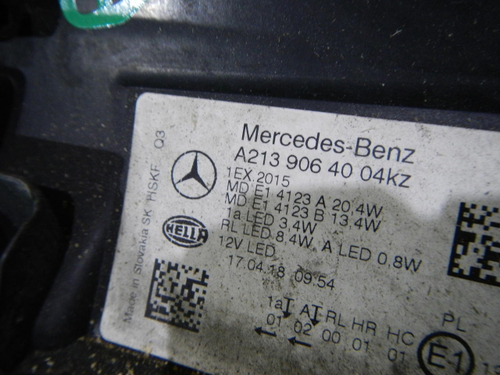 Mercedes-Benz
A213 906 40 04kz
1EX 2015
MD E1 4123 A 20.4W
MD E1 4123 B 13.4W
1a LED 3,4W
RL LED 8,4W, A LED 0.8W
12V LED
17.04.18 09:54
HELLA
Made in Slovakia SK HSKF Q3
1a A RL HR HC PL
01 02 00 01 01
E1